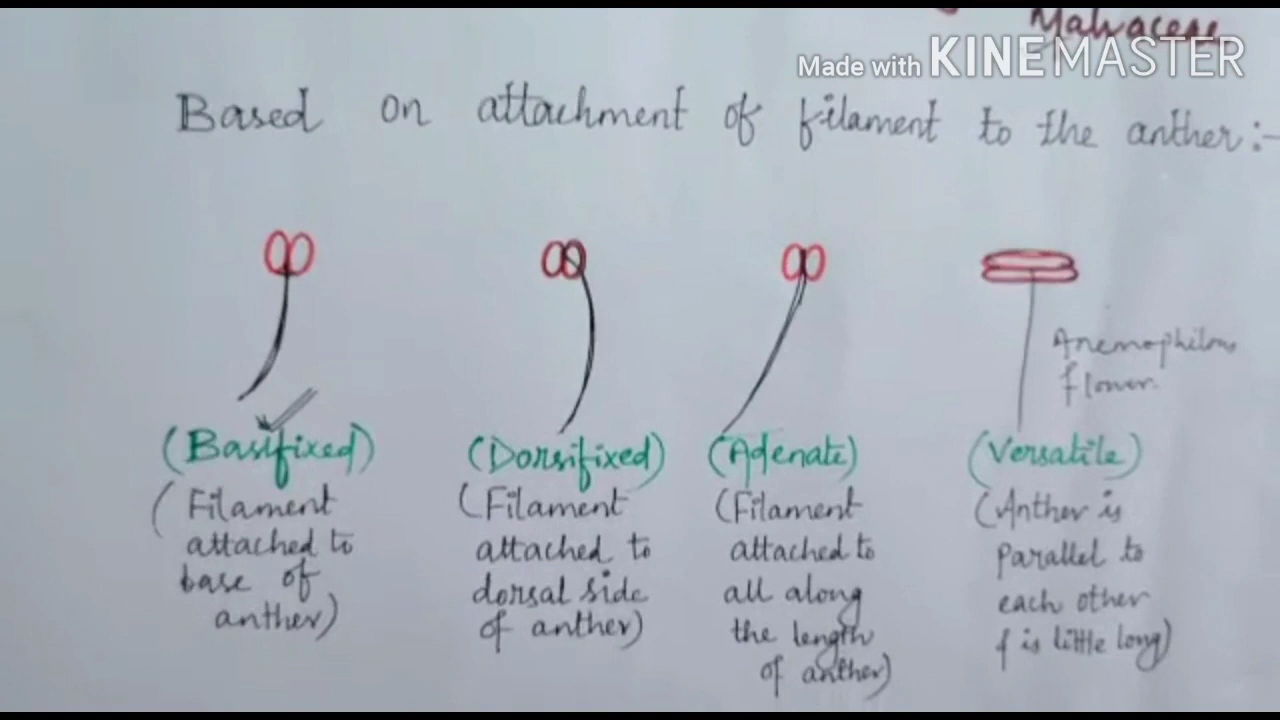 Malvaceae
Made with KINEMASTER
Based on attachment of filament to the anther:-
Anemophilous
flower.
(Basifixed)
(Filament
attached to
base of
anther)
(Dorsifixed)
(Filament
attached to
dorsal side
of anther)
(Adenate)
(Filament
attached to
all along
the length
of anther)
(Versatile)
(Anther is
parallel to
each other
f is little long)